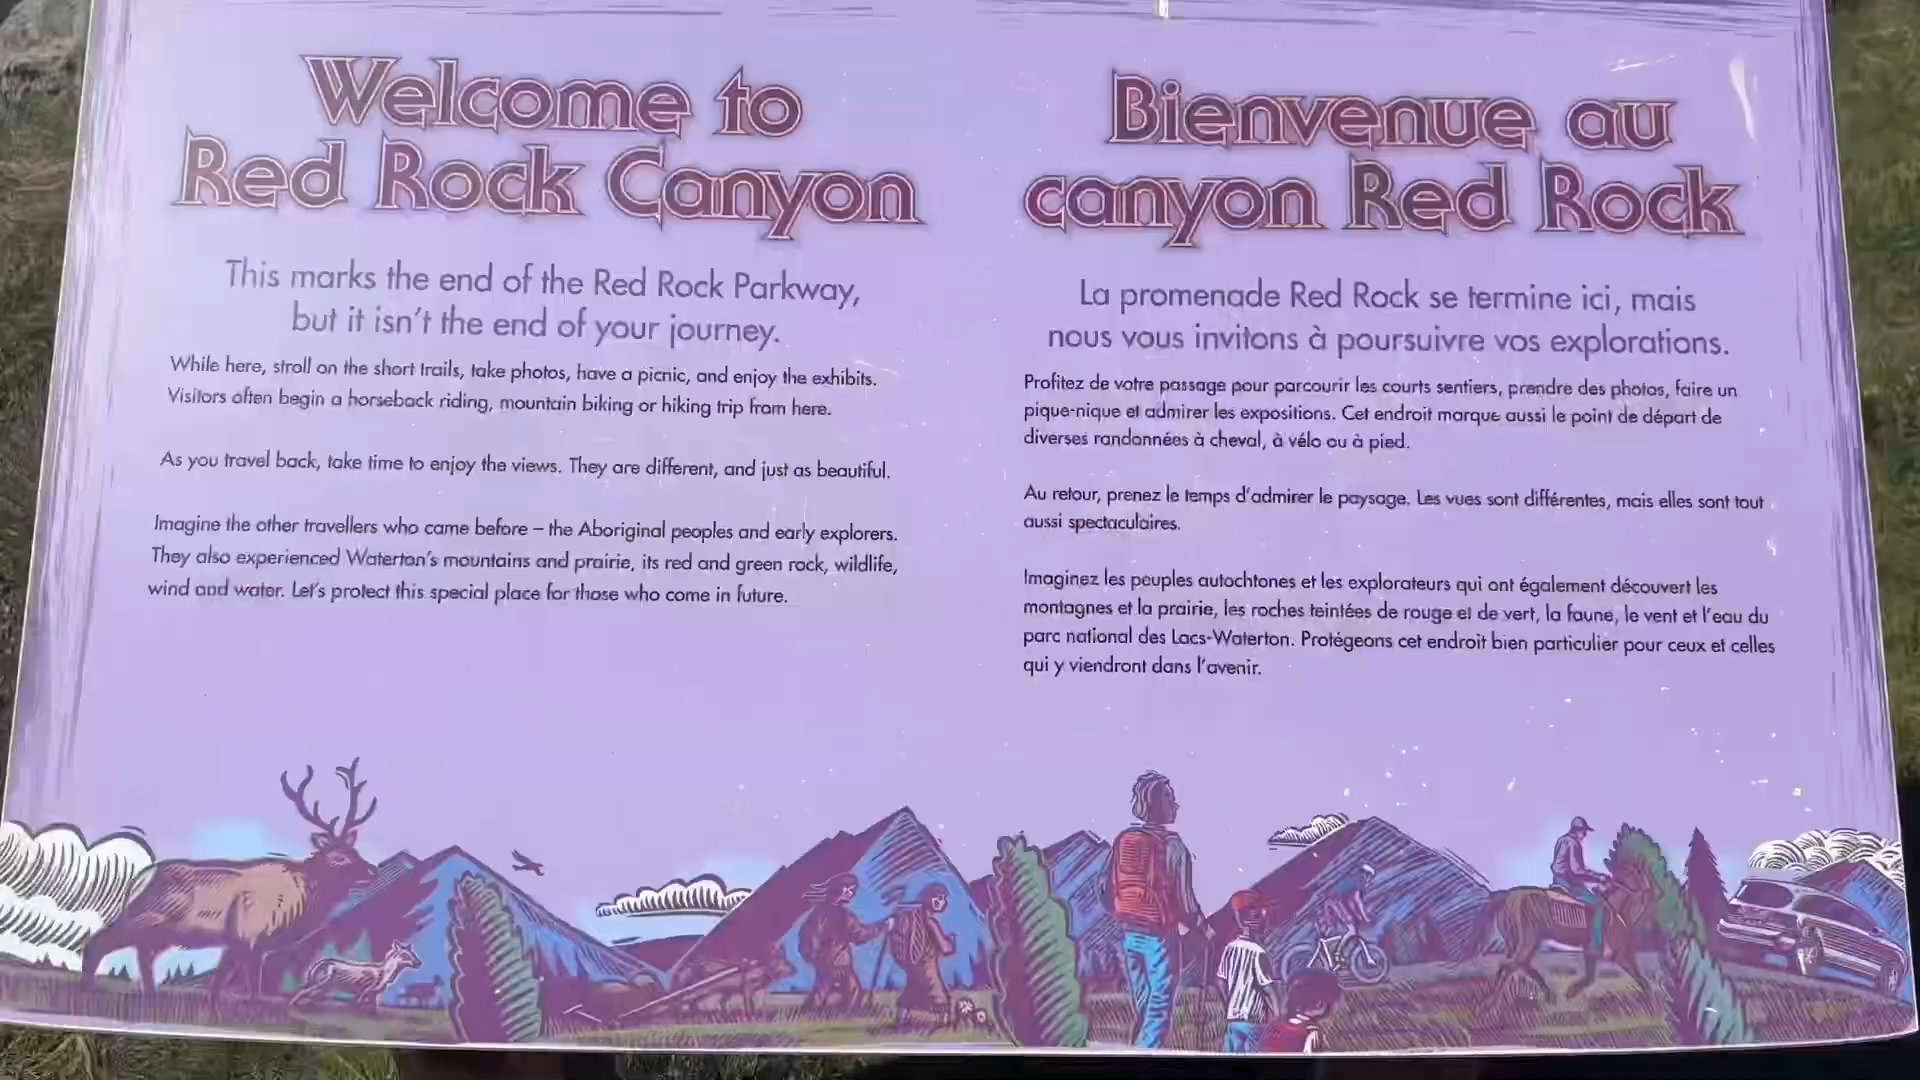 Welcome to
Red Rock Canyon
This marks the end of the Red Rock Parkway,
but it isn't the end of your journey.
While here, stroll on the short trails, take photos, have a picnic, and enjoy the exhibits.
Visitors often begin a horseback riding, mountain biking or hiking trip from here.
As you travel back, take time to enjoy the views. They are different, and just as beautiful.
Imagine the other travellers who came before – the Aboriginal peoples and early explorers.
They also experienced Waterton's mountains and prairie, its red and green rock, wildlife,
wind and water. Let's protect this special place for those who come in future.
Bienvenue au
canyon Red Rock
La promenade Red Rock se termine ici, mais
nous vous invitons à poursuivre vos explorations.
Profitez de votre passage pour parcourir les courts sentiers, prendre des photos, faire un
pique-nique et admirer les expositions. Cet endroit marque aussi le point de départ de
diverses randonnées à cheval, à vélo ou à pied.
Au retour, prenez le temps d'admirer le paysage. Les vues sont différentes, mais elles sont tout
aussi spectaculaires.
Imaginez les peuples autochtones et les explorateurs qui ont également découvert les
montagnes et la prairie, les roches teintées de rouge et de vert, la faune, le vent et l'eau du
parc national des Lacs-Waterton. Protégeons cet endroit bien particulier pour ceux et celles
qui y viendront dans l'avenir.